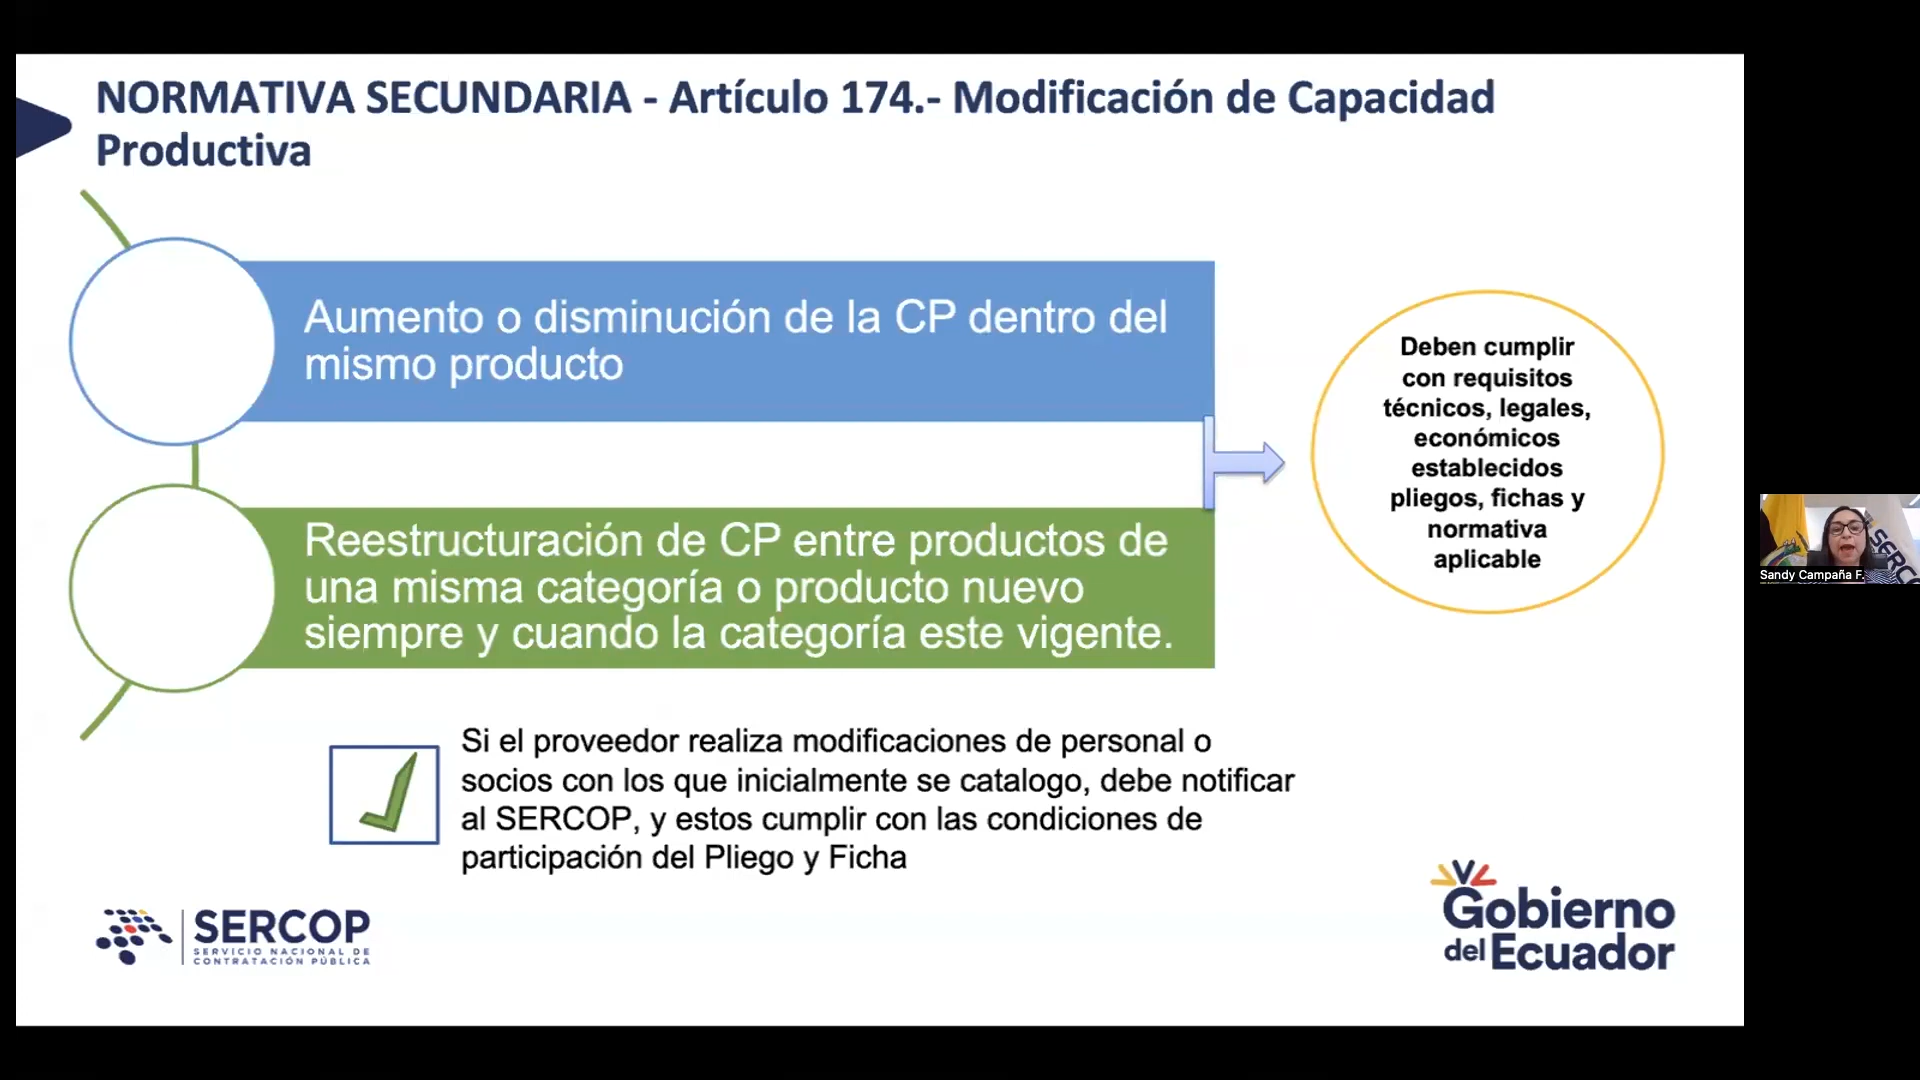 NORMATIVA SECUNDARIA - Artículo 174.- Modificación de Capacidad
Productiva
Aumento o disminución de la CP dentro del
mismo producto
Reestructuración de CP entre productos de
una misma categoría o producto nuevo
siempre y cuando la categoría este vigente.
Deben cumplir
con requisitos
técnicos, legales,
económicos
establecidos
pliegos, fichas y
normativa
aplicable
Si el proveedor realiza modificaciones de personal o
socios con los que inicialmente se catalogo, debe notificar
al SERCOP, y estos cumplir con las condiciones de
participación del Pliego y Ficha
SERCOP
SERVICIO NACIONAL DE
CONTRATACIÓN PÚBLICA
Gobierno
del Ecuador
SERC
Sandy Campaña F.